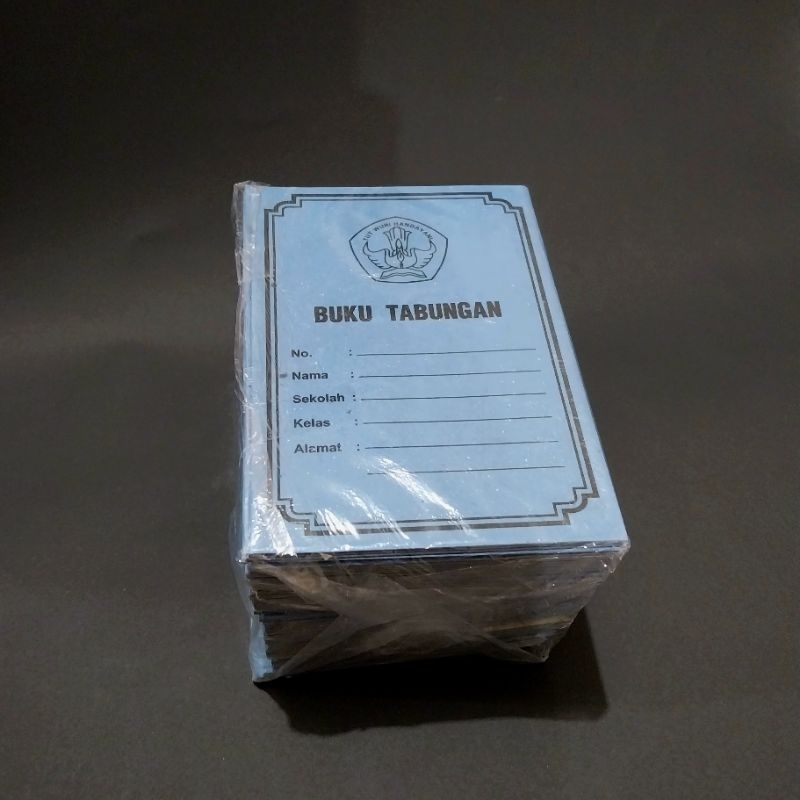 TUT WURI HANDAYANI
BUKU TABUNGAN
No. :
Nama :
Sekolah :
Kelas :
Alamat :